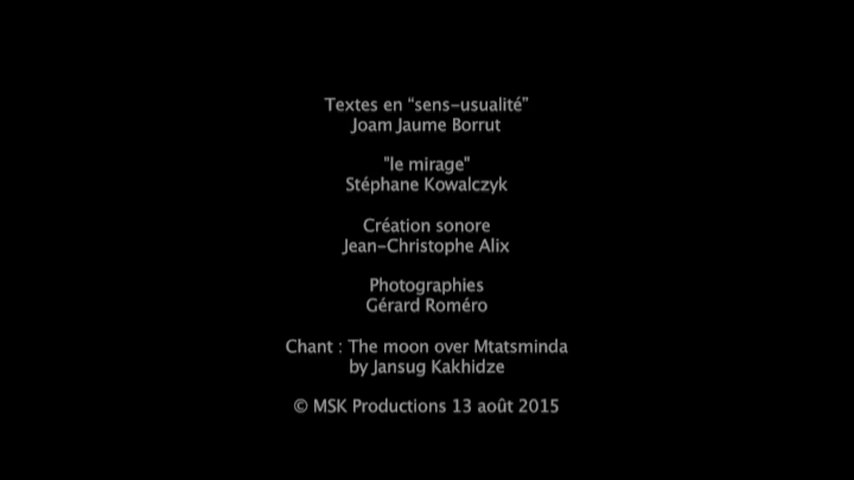 Textes en “sens-usualité”
Joam Jaume Borrut
"le mirage"
Stéphane Kowalczyk
Création sonore
Jean-Christophe Alix
Photographies
Gérard Roméro
Chant : The moon over Mtatsminda
by Jansug Kakhidze
© MSK Productions 13 août 2015